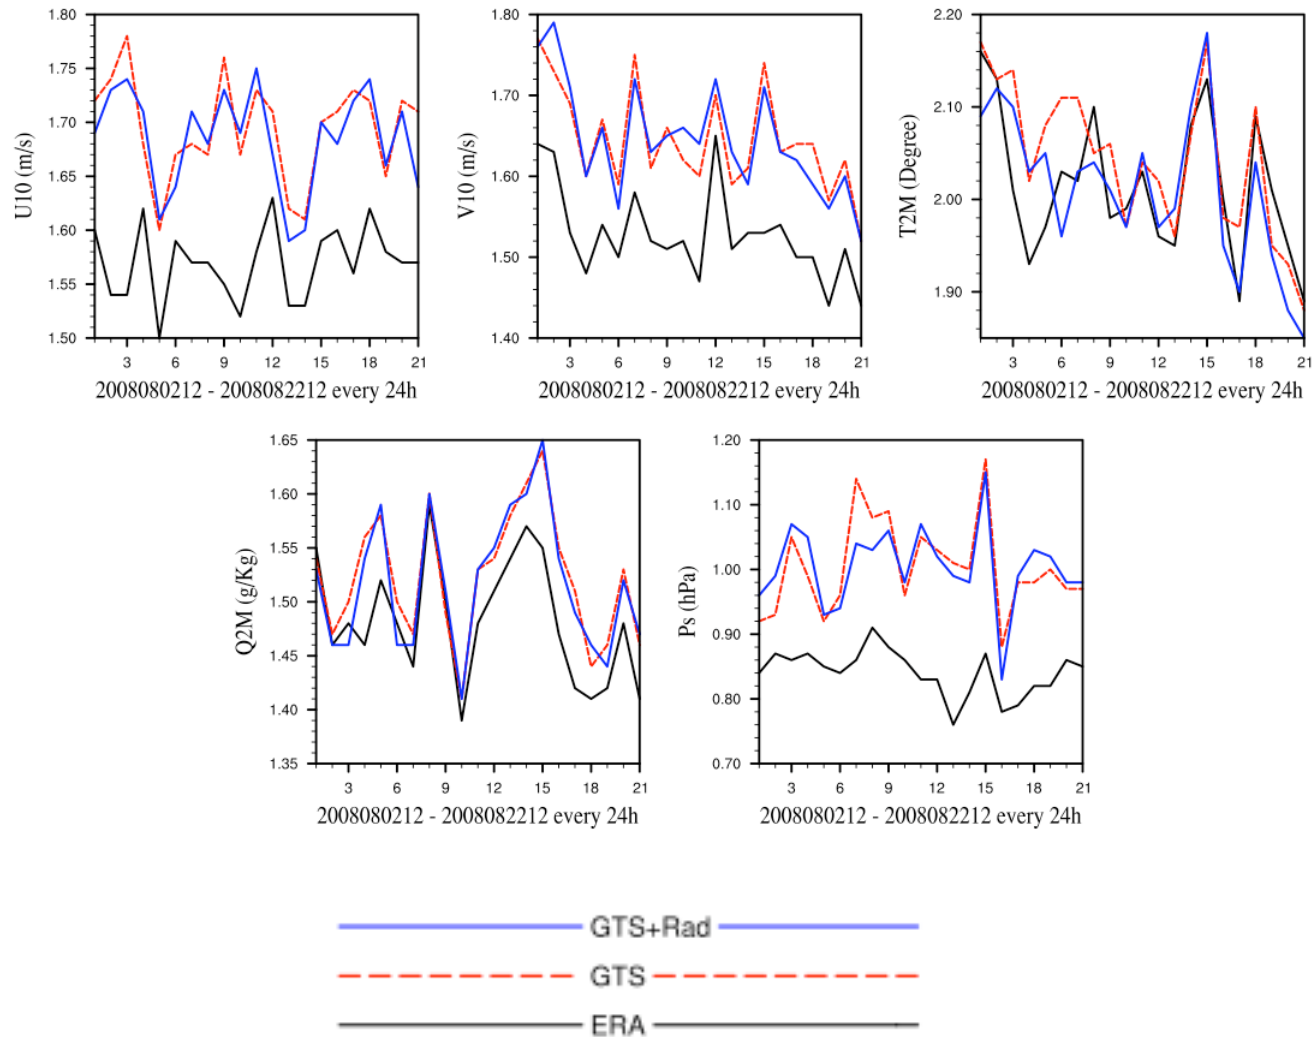 1.80
1.75
1.70
1.65
1.60
1.55
1.50
U10 (m/s)
3 6 9 12 15 18 21
2008080212 - 2008082212 every 24h
1.80
1.70
1.60
1.50
1.40
V10 (m/s)
3 6 9 12 15 18 21
2008080212 - 2008082212 every 24h
2.20
2.10
2.00
1.90
T2M (Degree)
3 6 9 12 15 18 21
2008080212 - 2008082212 every 24h
1.65
1.60
1.55
1.50
1.45
1.40
1.35
Q2M (g/Kg)
3 6 9 12 15 18 21
2008080212 - 2008082212 every 24h
1.20
1.10
1.00
0.90
0.80
0.70
Ps (hPa)
3 6 9 12 15 18 21
2008080212 - 2008082212 every 24h
GTS+Rad
GTS
ERA